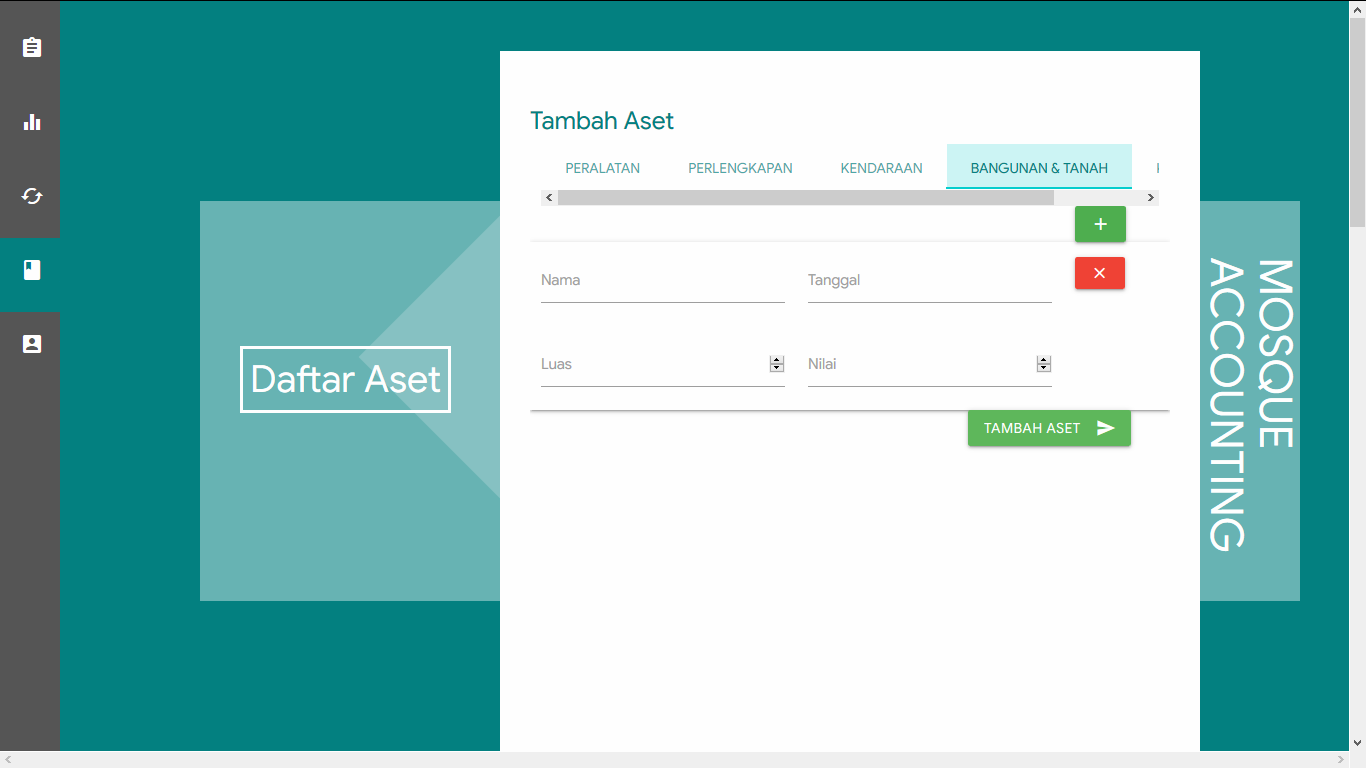 Tambah Aset
PERALATAN
PERLENGKAPAN
KENDARAAN
BANGUNAN & TANAH
Nama
Tanggal
Luas
Nilai
TAMBAH ASET
Daftar Aset
MOSQUE
ACCOUNTING